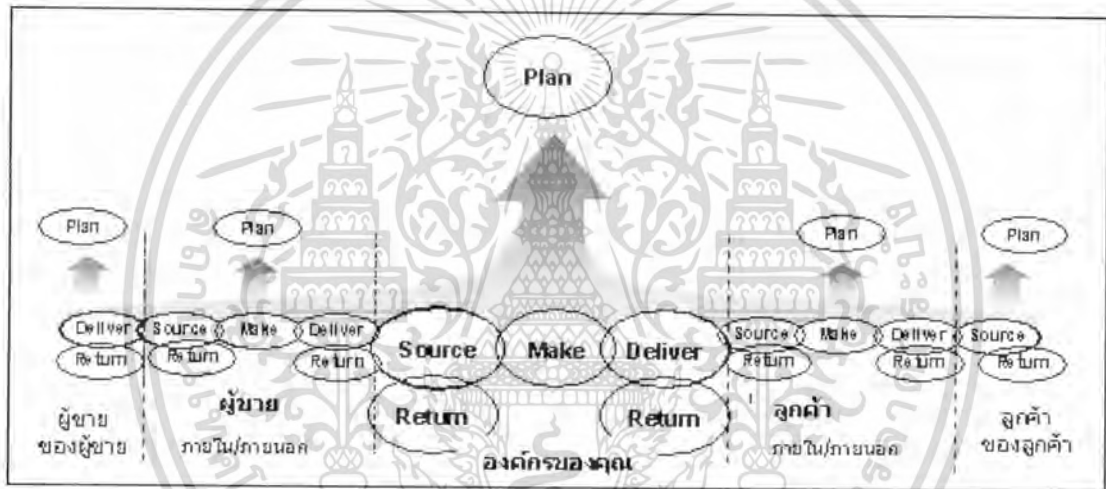 Plan
Plan Plan Plan Plan
Deliver Source Make Deliver Source Make Deliver Source Make Deliver Source
Return Return Return Return Return Return Return Return
ผู้ขาย ผู้ขาย ลูกค้า ลูกค้า
ของผู้ขาย ภายใน/ภายนอก องค์กรของคุณ ภายใน/ภายนอก ของลูกค้า